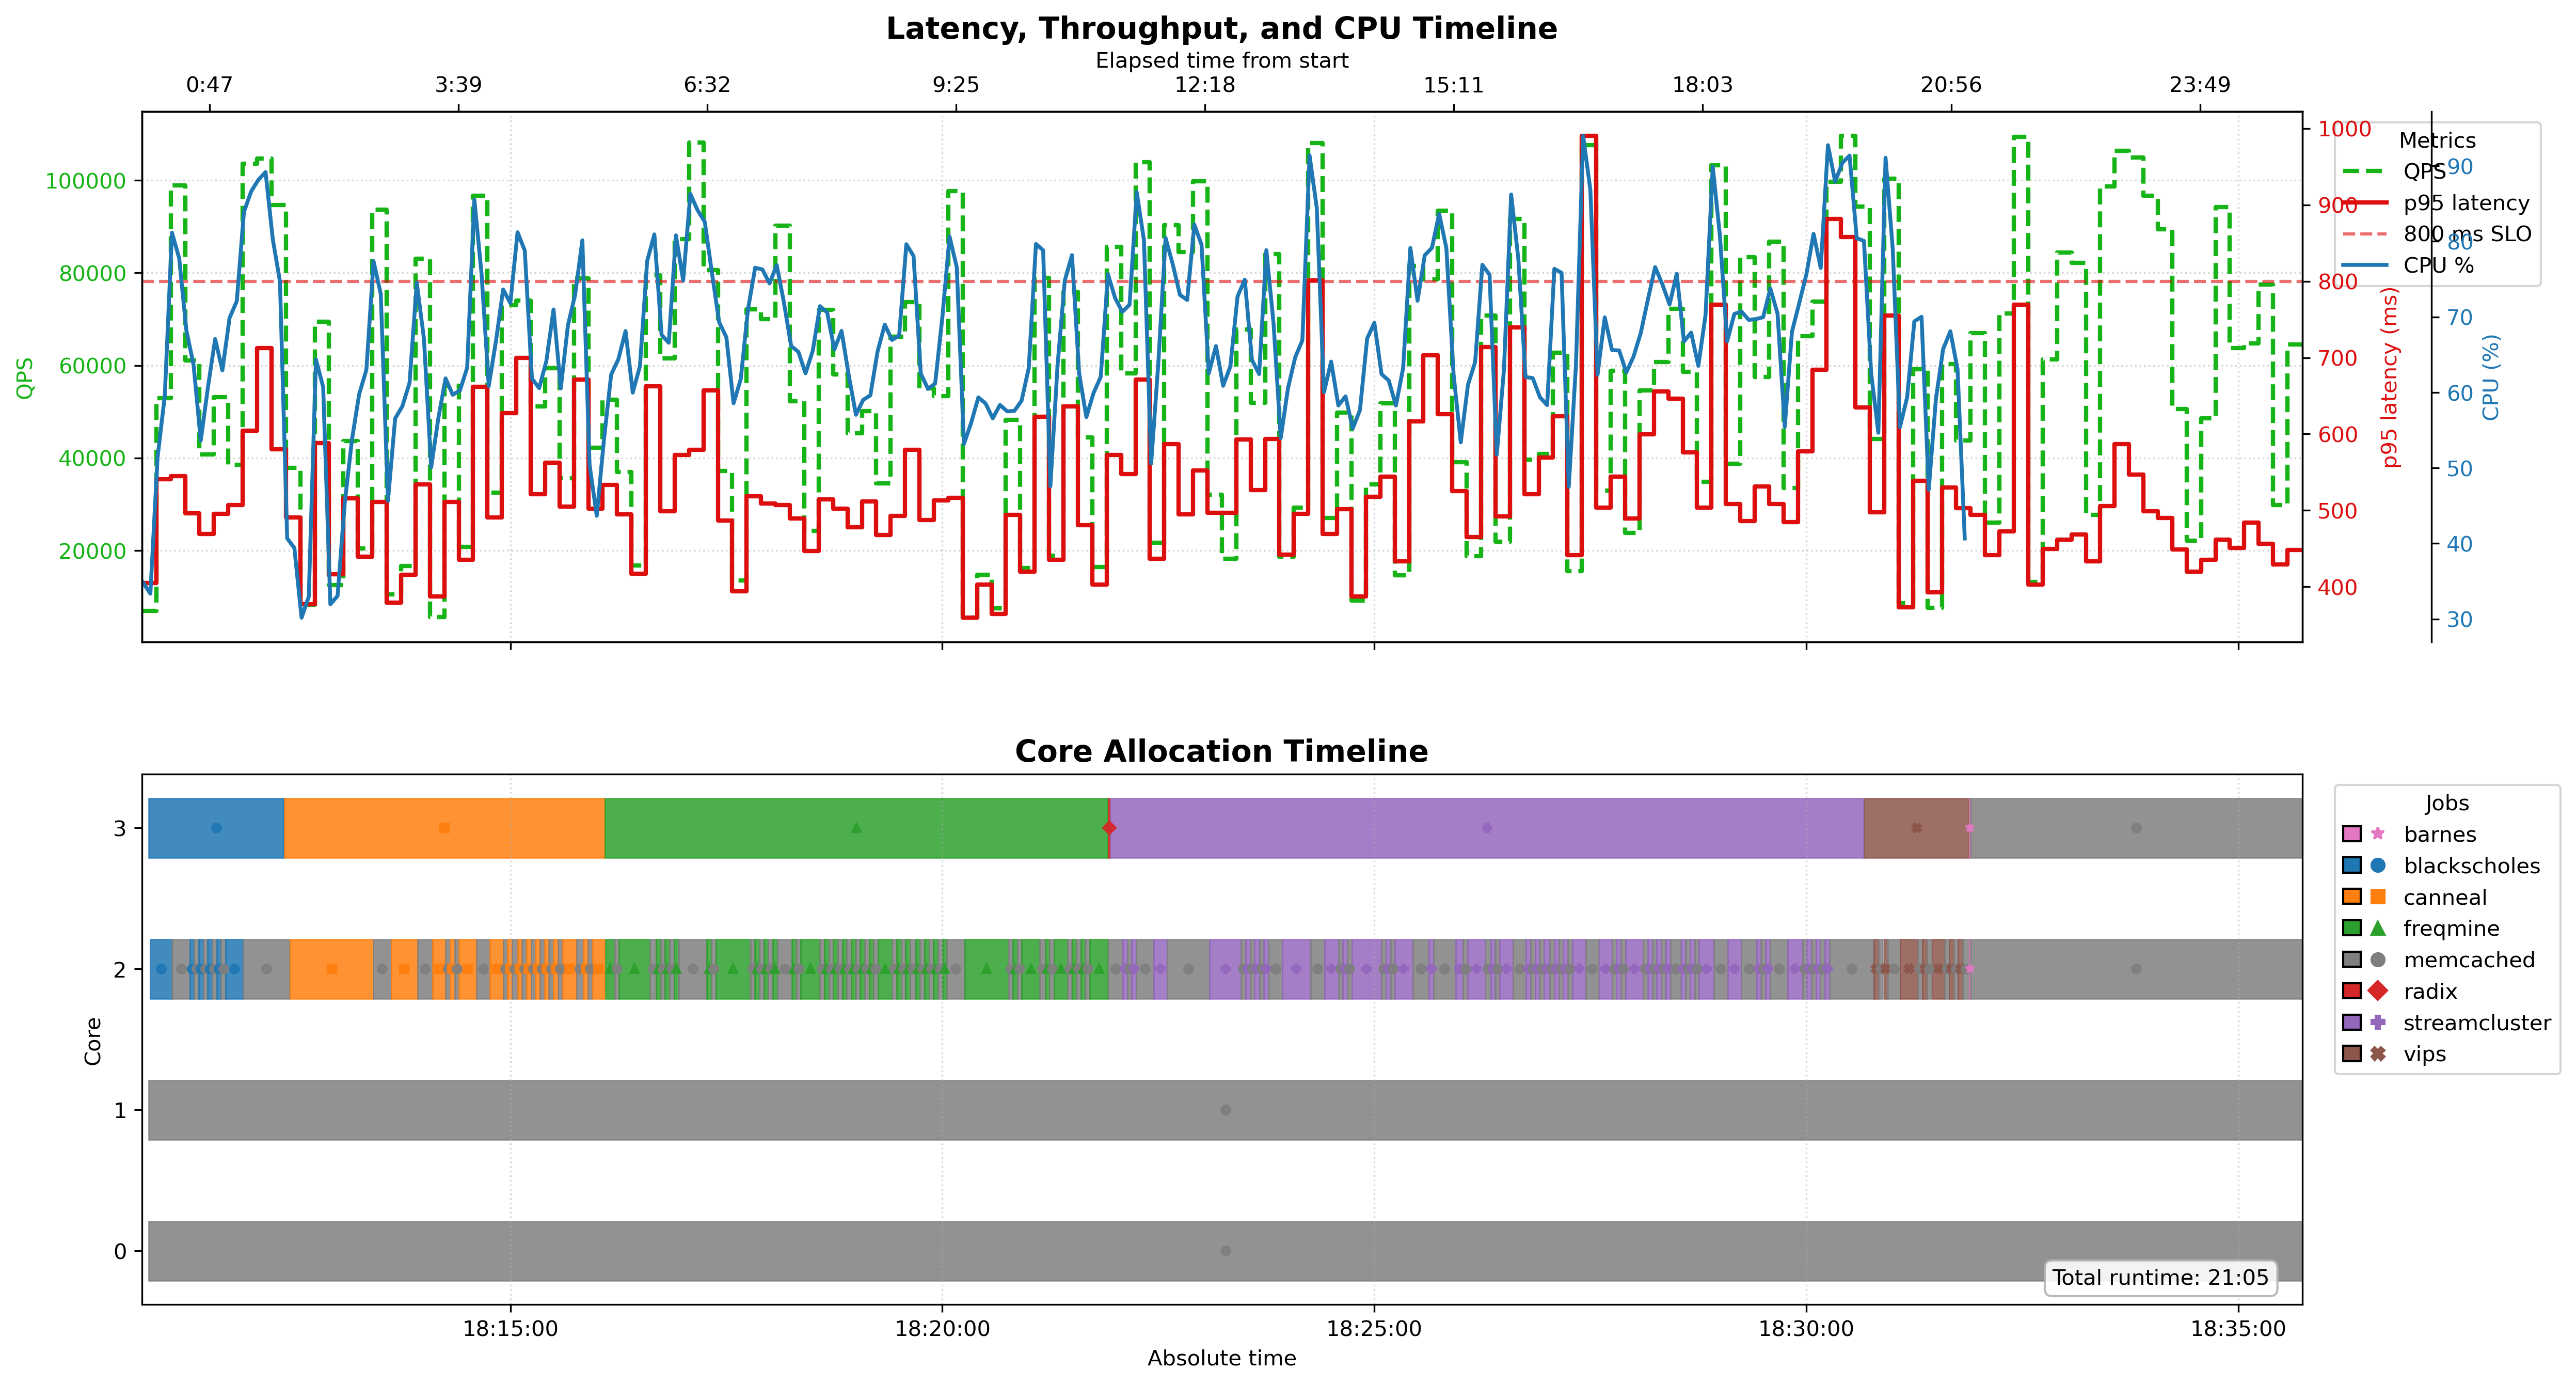 Latency, Throughput, and CPU Timeline
Elapsed time from start
0:47 3:39 6:32 9:25 12:18 15:11 18:03 20:56 23:49
QPS
100000
80000
60000
40000
20000
1000
900
800
700
600
500
400
p95 latency (ms)
90
80
70
60
50
40
30
CPU (%)
Metrics
QPS
p95 latency
800 ms SLO
CPU %
Core Allocation Timeline
Core
3
2
1
0
Jobs
barnes
blackscholes
canneal
freqmine
memcached
radix
streamcluster
vips
Total runtime: 21:05
18:15:00 18:20:00 18:25:00 18:30:00 18:35:00
Absolute time